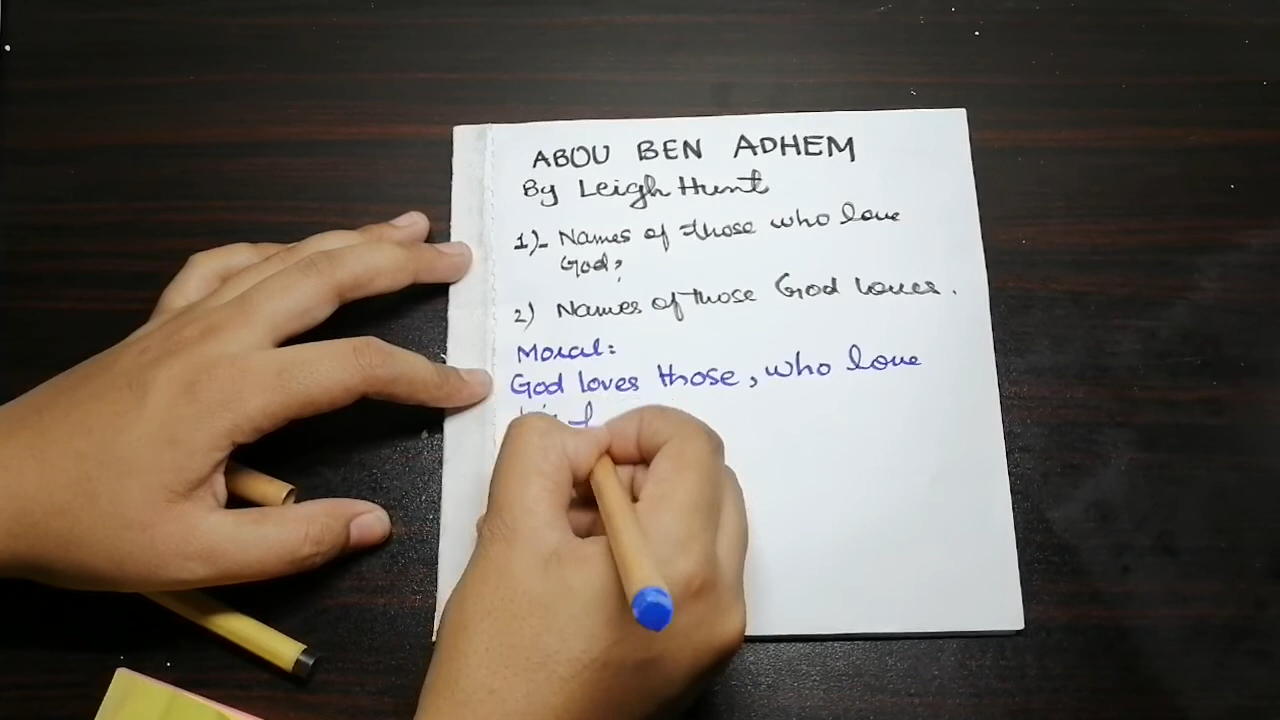 ABOU BEN ADHEM
By Leigh Hunt
1)- Names of those who love
God?
2) Names of those God loves.
Moral:
God loves those, who love
his